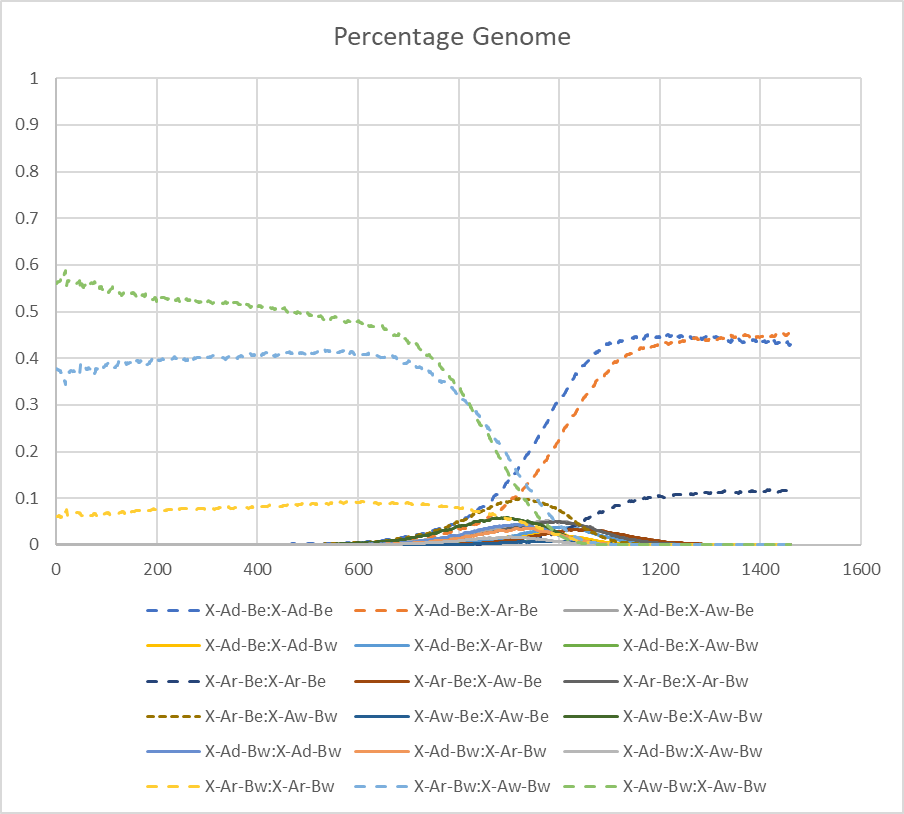 Percentage Genome
1
0.9
0.8
0.7
0.6
0.5
0.4
0.3
0.2
0.1
0
0 200 400 600 800 1000 1200 1400 1600
X-Ad-Be:X-Ad-Be X-Ad-Be:X-Ar-Be X-Ad-Be:X-Aw-Be
X-Ad-Be:X-Ad-Bw X-Ad-Be:X-Ar-Bw X-Ad-Be:X-Aw-Bw
X-Ar-Be:X-Ar-Be X-Ar-Be:X-Aw-Be X-Ar-Be:X-Ar-Bw
X-Ar-Be:X-Aw-Bw X-Aw-Be:X-Aw-Be X-Aw-Be:X-Aw-Bw
X-Ad-Bw:X-Ad-Bw X-Ad-Bw:X-Ar-Bw X-Ad-Bw:X-Aw-Bw
X-Ar-Bw:X-Ar-Bw X-Ar-Bw:X-Aw-Bw X-Aw-Bw:X-Aw-Bw